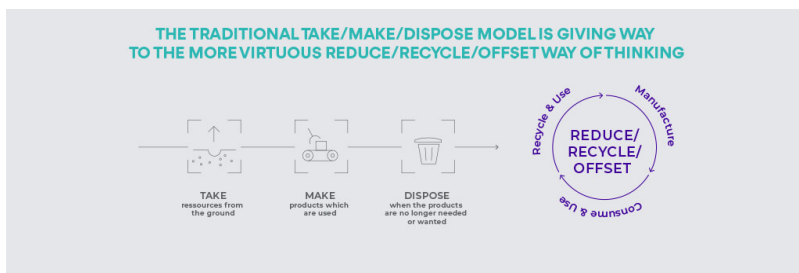 THE TRADITIONAL TAKE/MAKE/DISPOSE MODEL IS GIVING WAY
TO THE MORE VIRTUOUS REDUCE/RECYCLE/OFFSET WAY OF THINKING
TAKE
ressources from
the ground
MAKE
products which
are used
DISPOSE
when the products
are no longer needed
or wanted
Recycle & Use
Manufacture
REDUCE/
RECYCLE/
OFFSET
Consume & Use